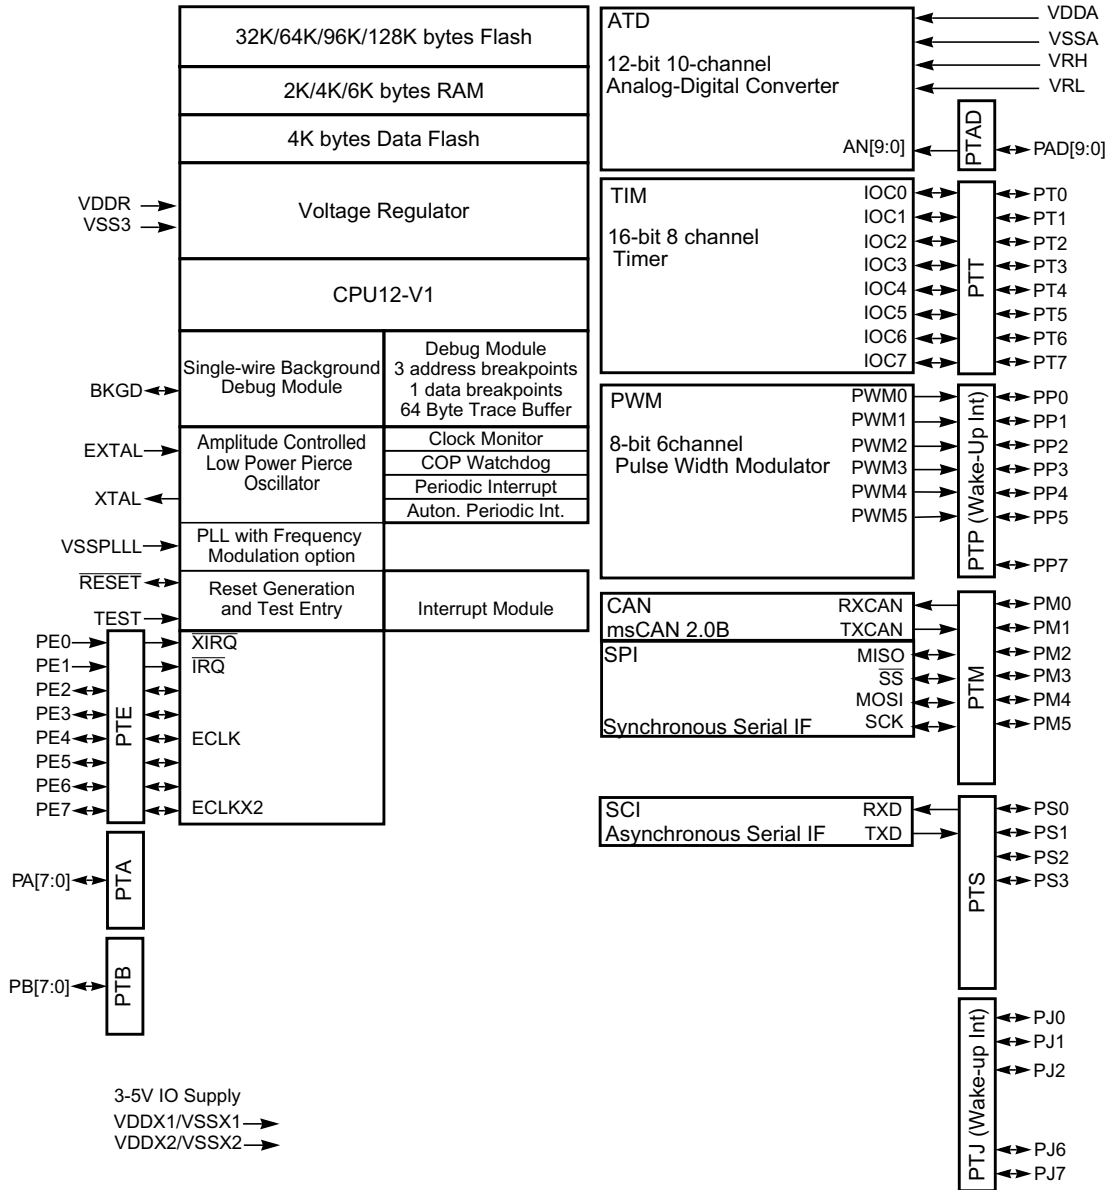 32K/64K/96K/128K bytes Flash
2K/4K/6K bytes RAM
4K bytes Data Flash
VDDR
VSS3
Voltage Regulator
CPU12-V1
BKGD
Single-wire Background
Debug Module
Debug Module
3 address breakpoints
1 data breakpoints
64 Byte Trace Buffer
EXTAL
XTAL
Amplitude Controlled
Low Power Pierce
Oscillator
Clock Monitor
COP Watchdog
Periodic Interrupt
Auton. Periodic Int.
VSSPLLL
PLL with Frequency
Modulation option
RESET
TEST
Reset Generation
and Test Entry
Interrupt Module
PE0
PE1
PE2
PE3
PE4
PE5
PE6
PE7
PTE
XIRQ
IRQ
ECLK
ECLKX2
PA[7:0]
PTA
PB[7:0]
PTB
3-5V IO Supply
VDDX1/VSSX1
VDDX2/VSSX2
ATD
12-bit 10-channel
Analog-Digital Converter
AN[9:0]
VDDA
VSSA
VRH
VRL
PTAD
PAD[9:0]
TIM
16-bit 8 channel
Timer
IOC0
IOC1
IOC2
IOC3
IOC4
IOC5
IOC6
IOC7
PTT
PT0
PT1
PT2
PT3
PT4
PT5
PT6
PT7
PWM
8-bit 6channel
Pulse Width Modulator
PWM0
PWM1
PWM2
PWM3
PWM4
PWM5
PTP (Wake-Up Int)
PP0
PP1
PP2
PP3
PP4
PP5
PP7
CAN
msCAN 2.0B
RXCAN
TXCAN
SPI
Synchronous Serial IF
MISO
SS
MOSI
SCK
PTM
PM0
PM1
PM2
PM3
PM4
PM5
SCI
Asynchronous Serial IF
RXD
TXD
PTS
PS0
PS1
PS2
PS3
PTJ (Wake-up Int)
PJ0
PJ1
PJ2
PJ6
PJ7